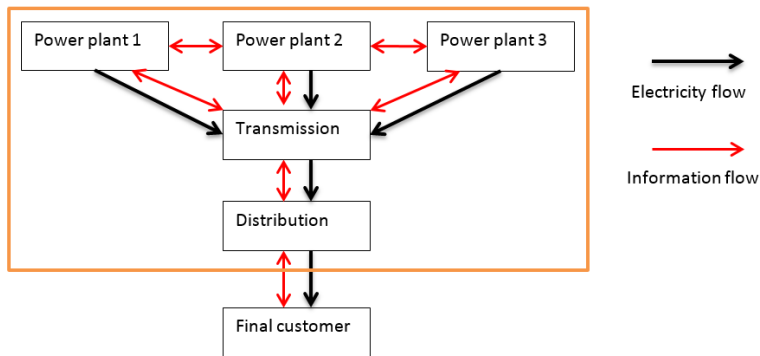 Power plant 1
Power plant 2
Power plant 3
Electricity flow
Transmission
Information flow
Distribution
Final customer